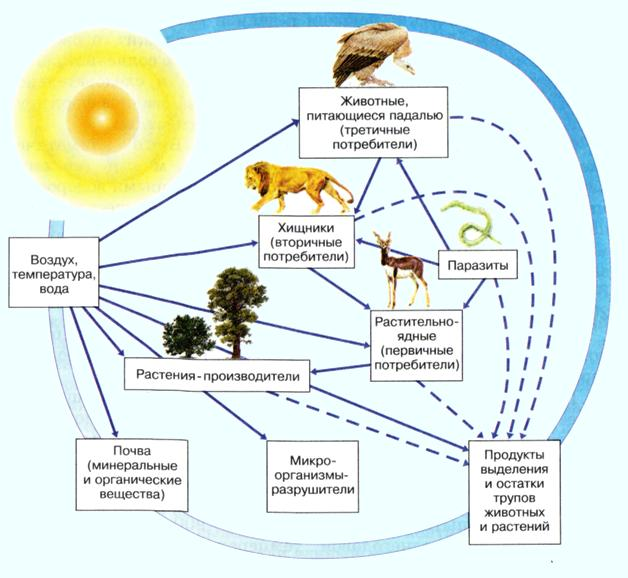 Животные,
питающиеся падалью
(третичные
потребители)
Хищники
(вторичные
потребители)
Паразиты
Воздух,
температура,
вода
Растительно-
ядные
(первичные
потребители)
Растения-производители
Почва
(минеральные
и органические
вещества)
Микро-
организмы-
разрушители
Продукты
выделения
и остатки
трупов
животных
и растений